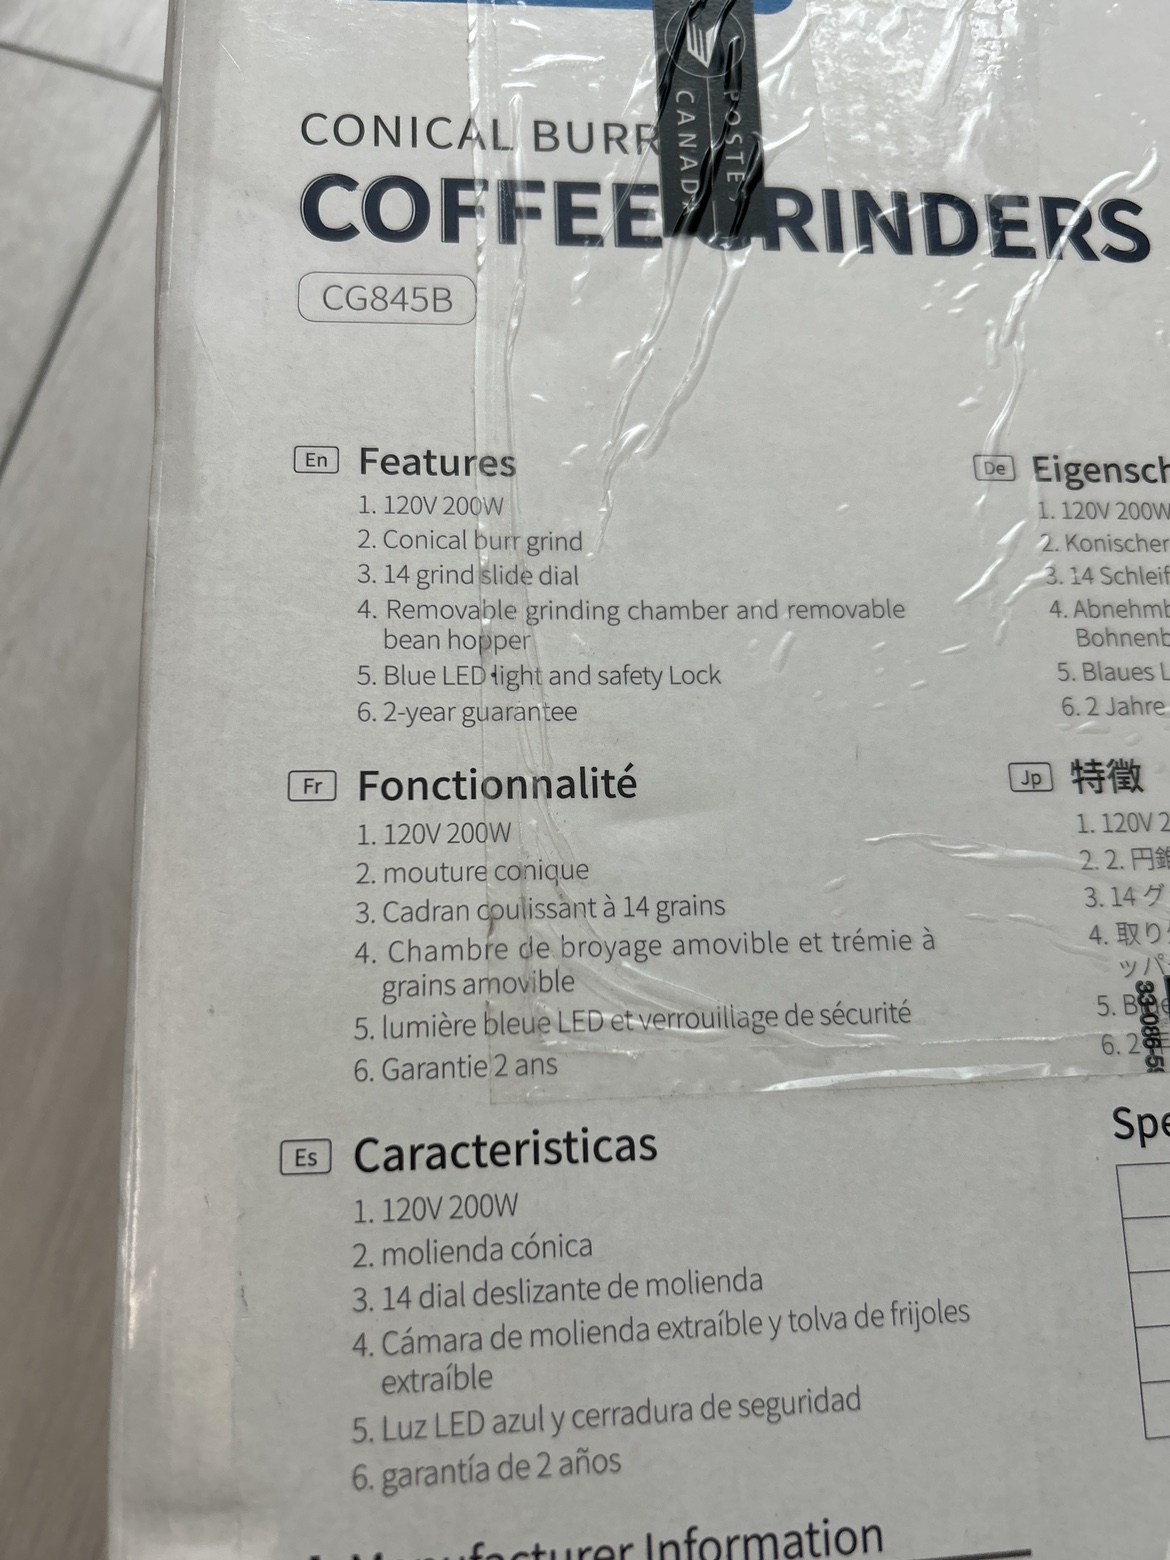 POSTES
CANADA
CONICAL BURR
COFFEE GRINDERS
CG845B
En Features
1. 120V 200W
2. Conical burr grind
3. 14 grind slide dial
4. Removable grinding chamber and removable
bean hopper
5. Blue LED light and safety Lock
6. 2-year guarantee
Fr Fonctionnalité
1. 120V 200W
2. mouture conique
3. Cadran coulissant à 14 grains
4. Chambre de broyage amovible et trémie à
grains amovible
5. lumière bleue LED et verrouillage de sécurité
6. Garantie 2 ans
Es Caracteristicas
1. 120V 200W
2. molienda cónica
3. 14 dial deslizante de molienda
4. Cámara de molienda extraíble y tolva de frijoles
extraíble
5. Luz LED azul y cerradura de seguridad
6. garantía de 2 años
Manufacturer Information
De Eigensch
1. 120V 200W
2. Konischer
3. 14 Schleif
4. Abnehmb
Bohnenb
5. Blaues L
6. 2 Jahre
Jp 特徴
1. 120V 2
2. 2. 円錐
3. 14 グ
4. 取り
ッパ
5. B
6. 2
Spe